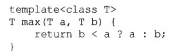 template<class T>
T max(T a, T b) {
    return b < a ? a : b;
}